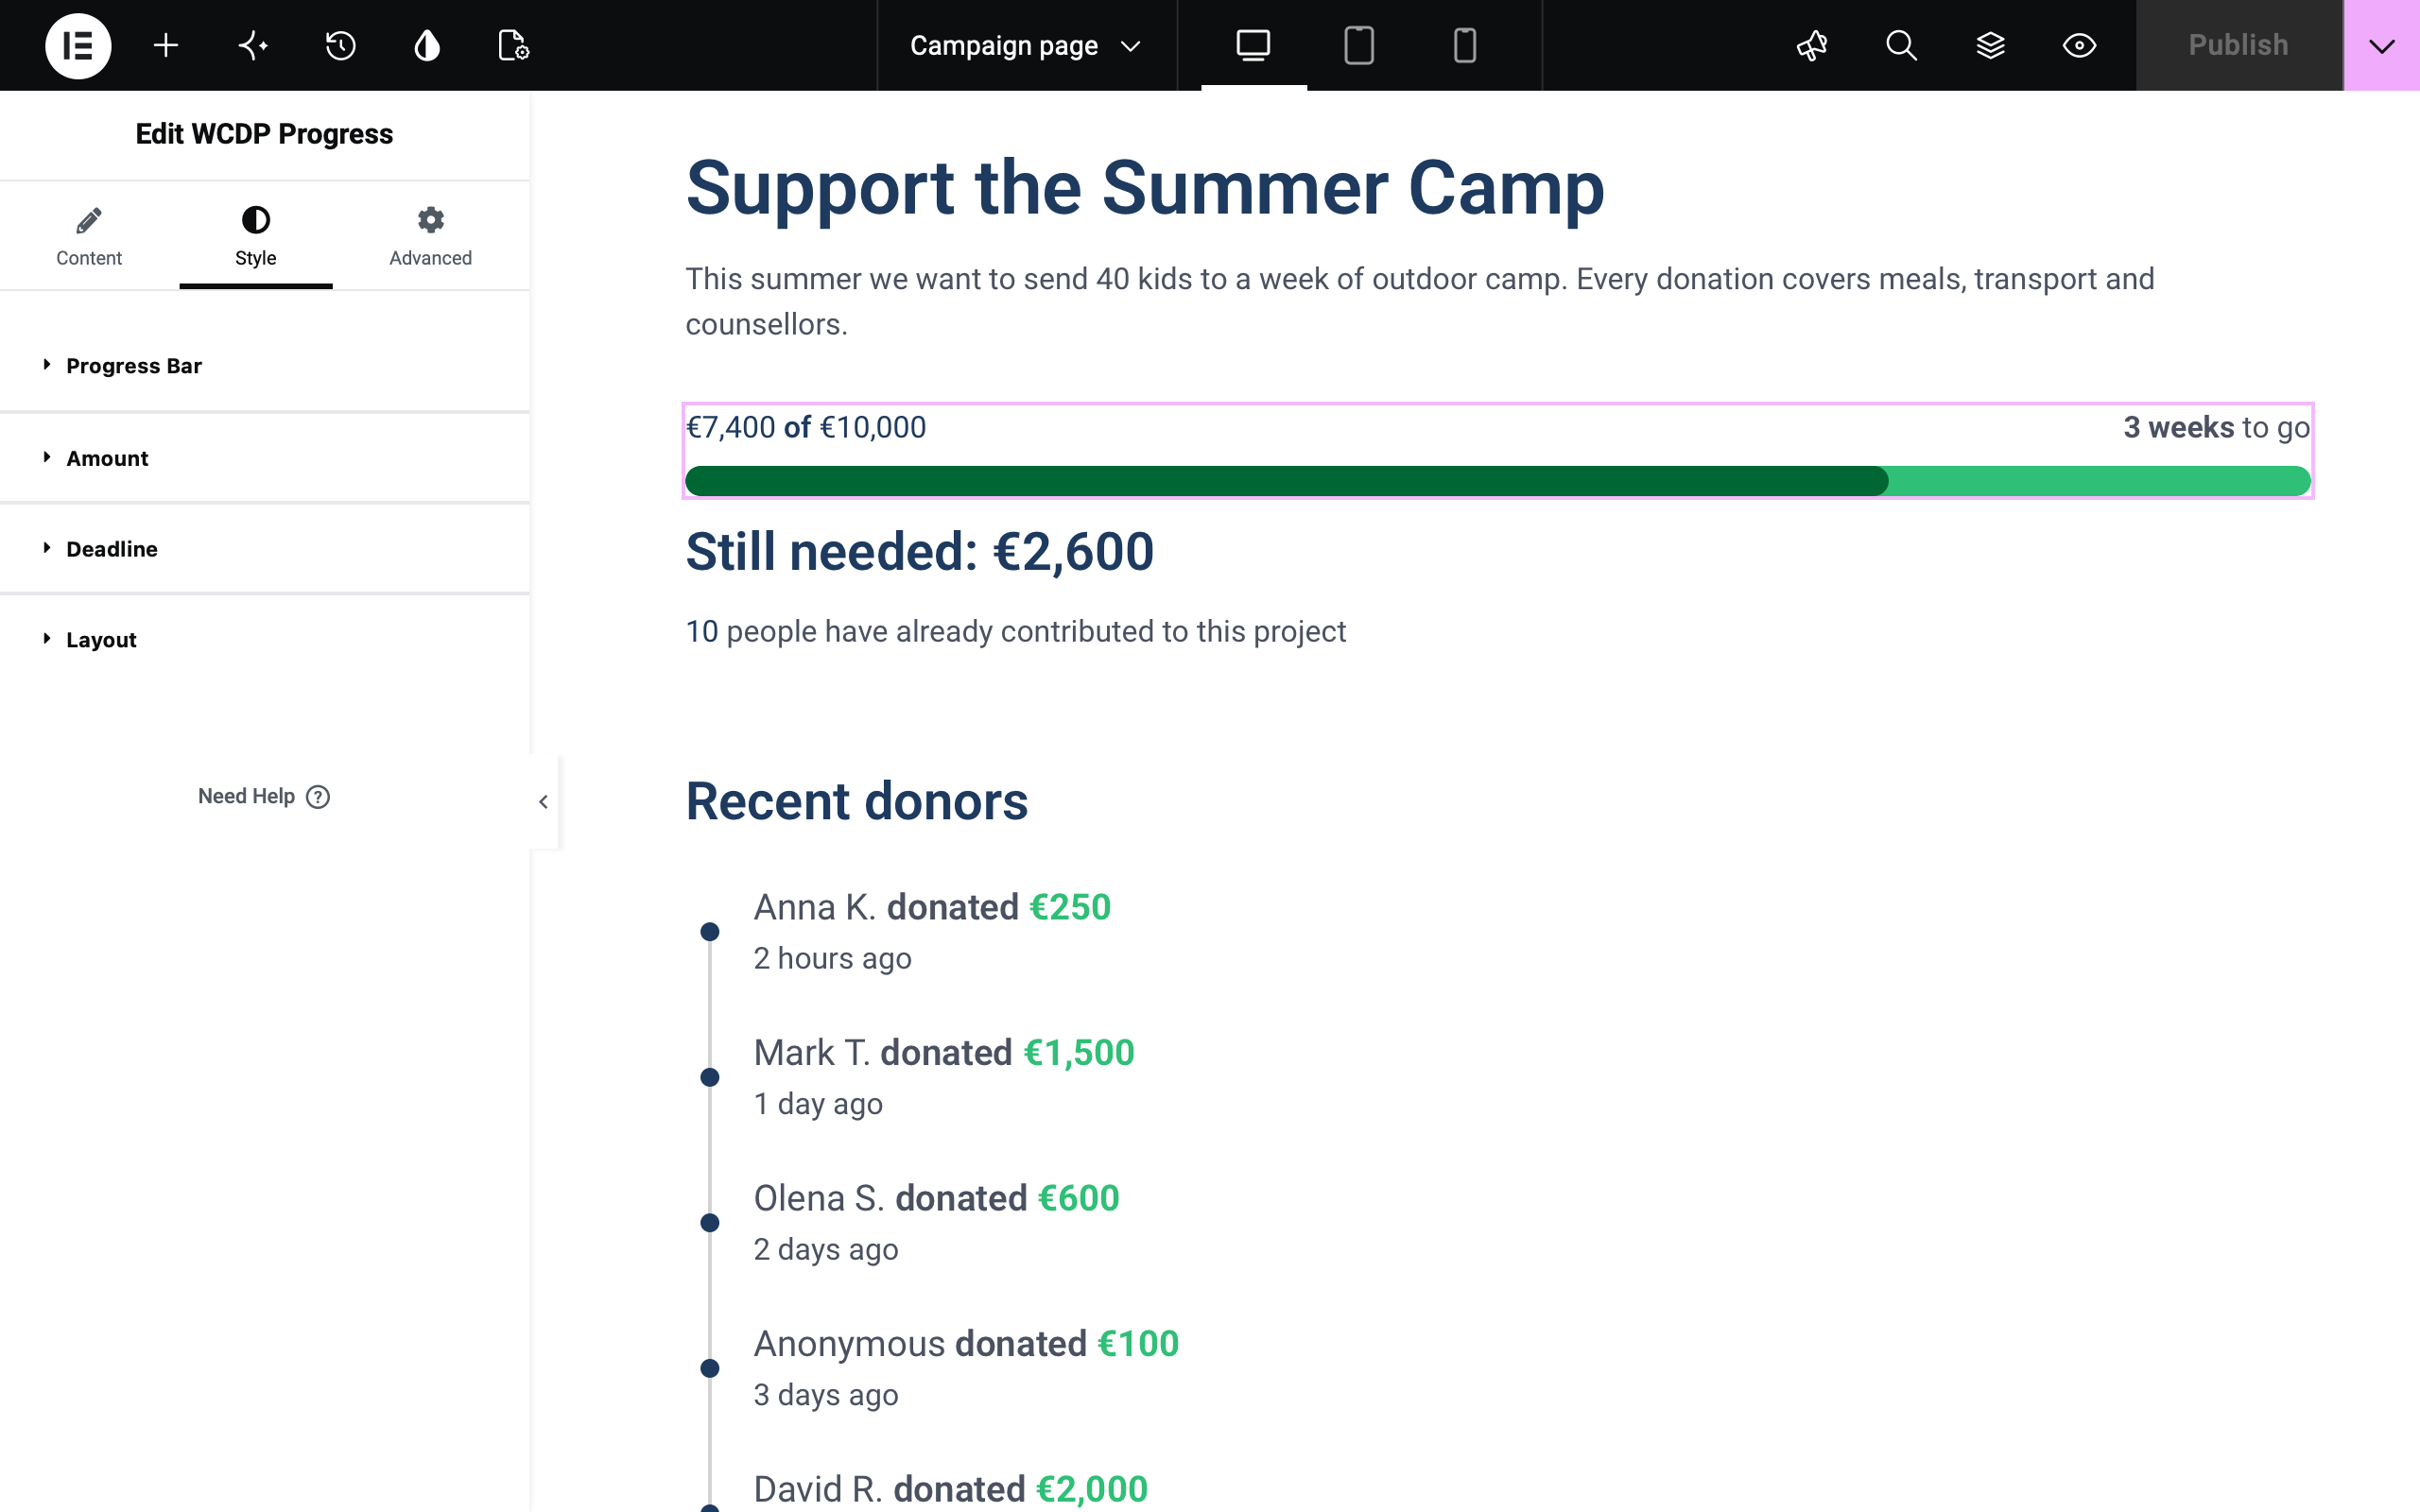 Campaign page
Publish
Edit WCDP Progress
Content
Style
Advanced
Progress Bar
Amount
Deadline
Layout
Need Help ?
Support the Summer Camp
This summer we want to send 40 kids to a week of outdoor camp. Every donation covers meals, transport and
counsellors.
€7,400 of €10,000
3 weeks to go
Still needed: €2,600
10 people have already contributed to this project
Recent donors
Anna K. donated €250
2 hours ago
Mark T. donated €1,500
1 day ago
Olena S. donated €600
2 days ago
Anonymous donated €100
3 days ago
David R. donated €2,000